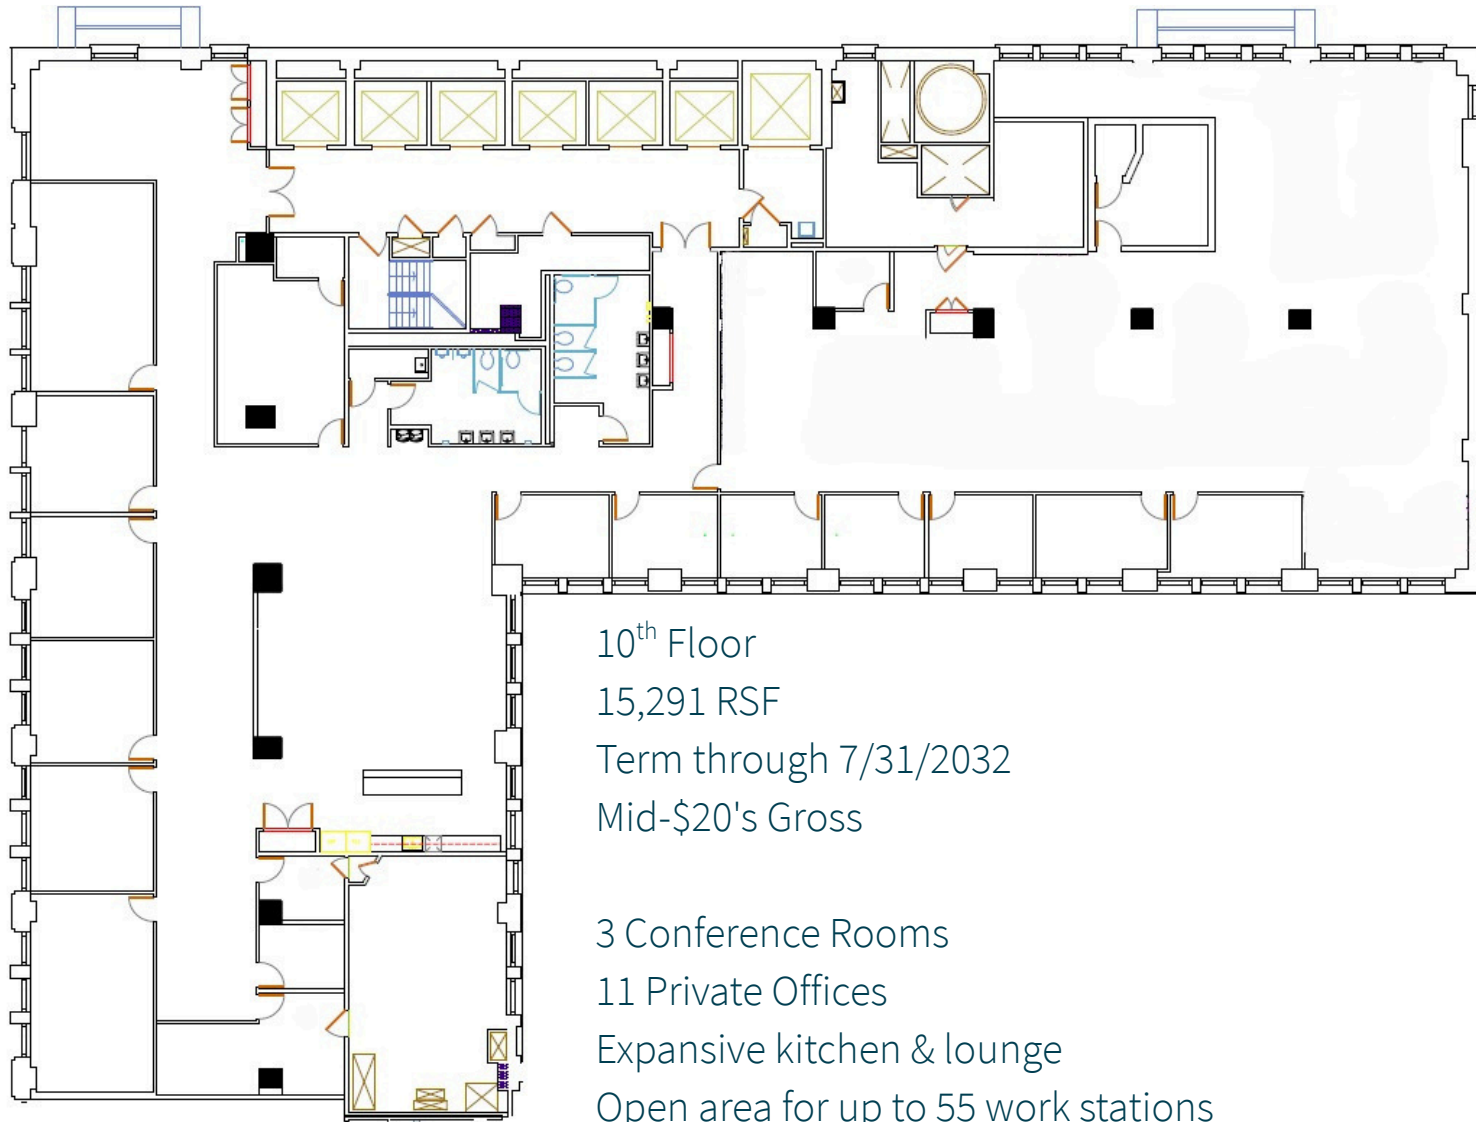 10th Floor
15,291 RSF
Term through 7/31/2032
Mid-$20's Gross
3 Conference Rooms
11 Private Offices
Expansive kitchen & lounge
Open area for up to 55 work stations